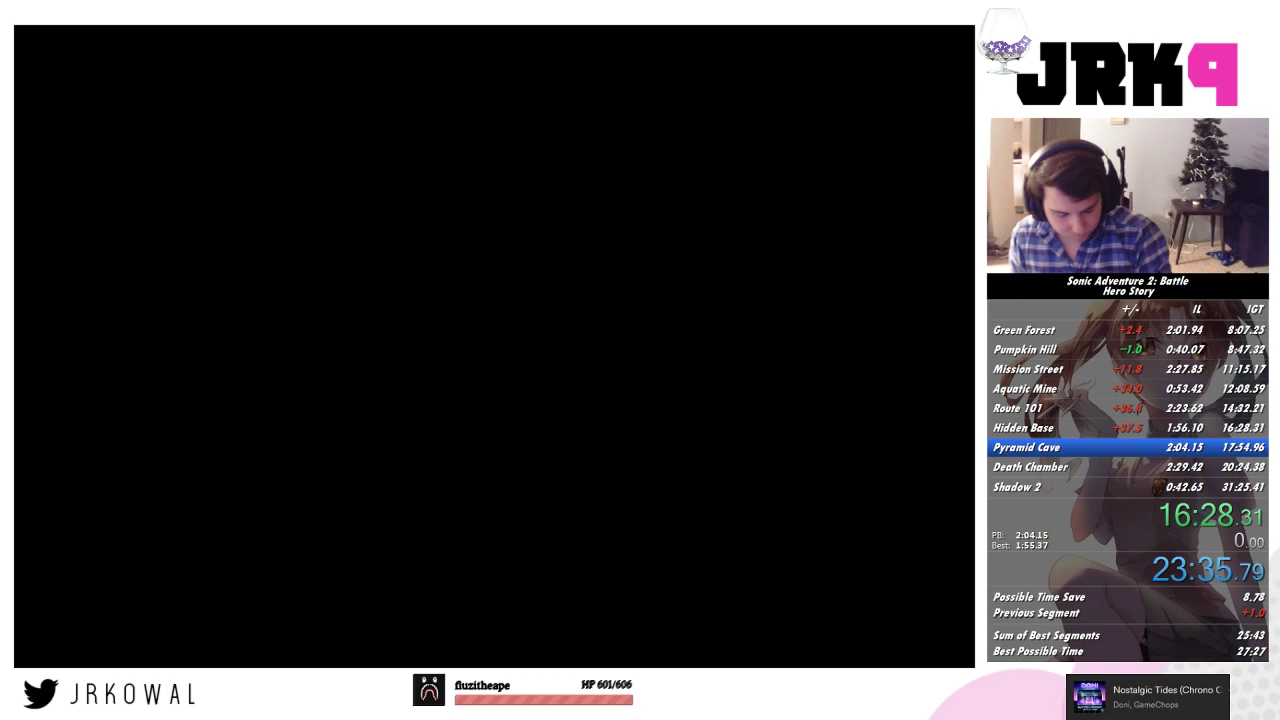 JRK9
Sonic Adventure 2: Battle
Hero Story
+/- IL IGT
Green Forest +2.4 2:01.94 8:07.25
Pumpkin Hill −1.0 0:40.07 8:47.32
Mission Street +11.8 2:27.85 11:15.17
Aquatic Mine +34.0 0:53.42 12:08.59
Route 101 2:23.62 14:32.21
Hidden Base +37.5 1:56.10 16:28.31
Pyramid Cave 2:04.15 17:54.96
Death Chamber 2:29.42 20:24.38
Shadow 2 0:42.65 31:25.41
16:28.31
PB: 2:04.15
0.00
Best: 1:55.37
23:35.79
Possible Time Save 8.78
Previous Segment +1.0
Sum of Best Segments 25:43
Best Possible Time 27:27
JRKOWAL
fluzitheape HP 601/606
Nostalgic Tides (Chrono C
Doni, GameChops